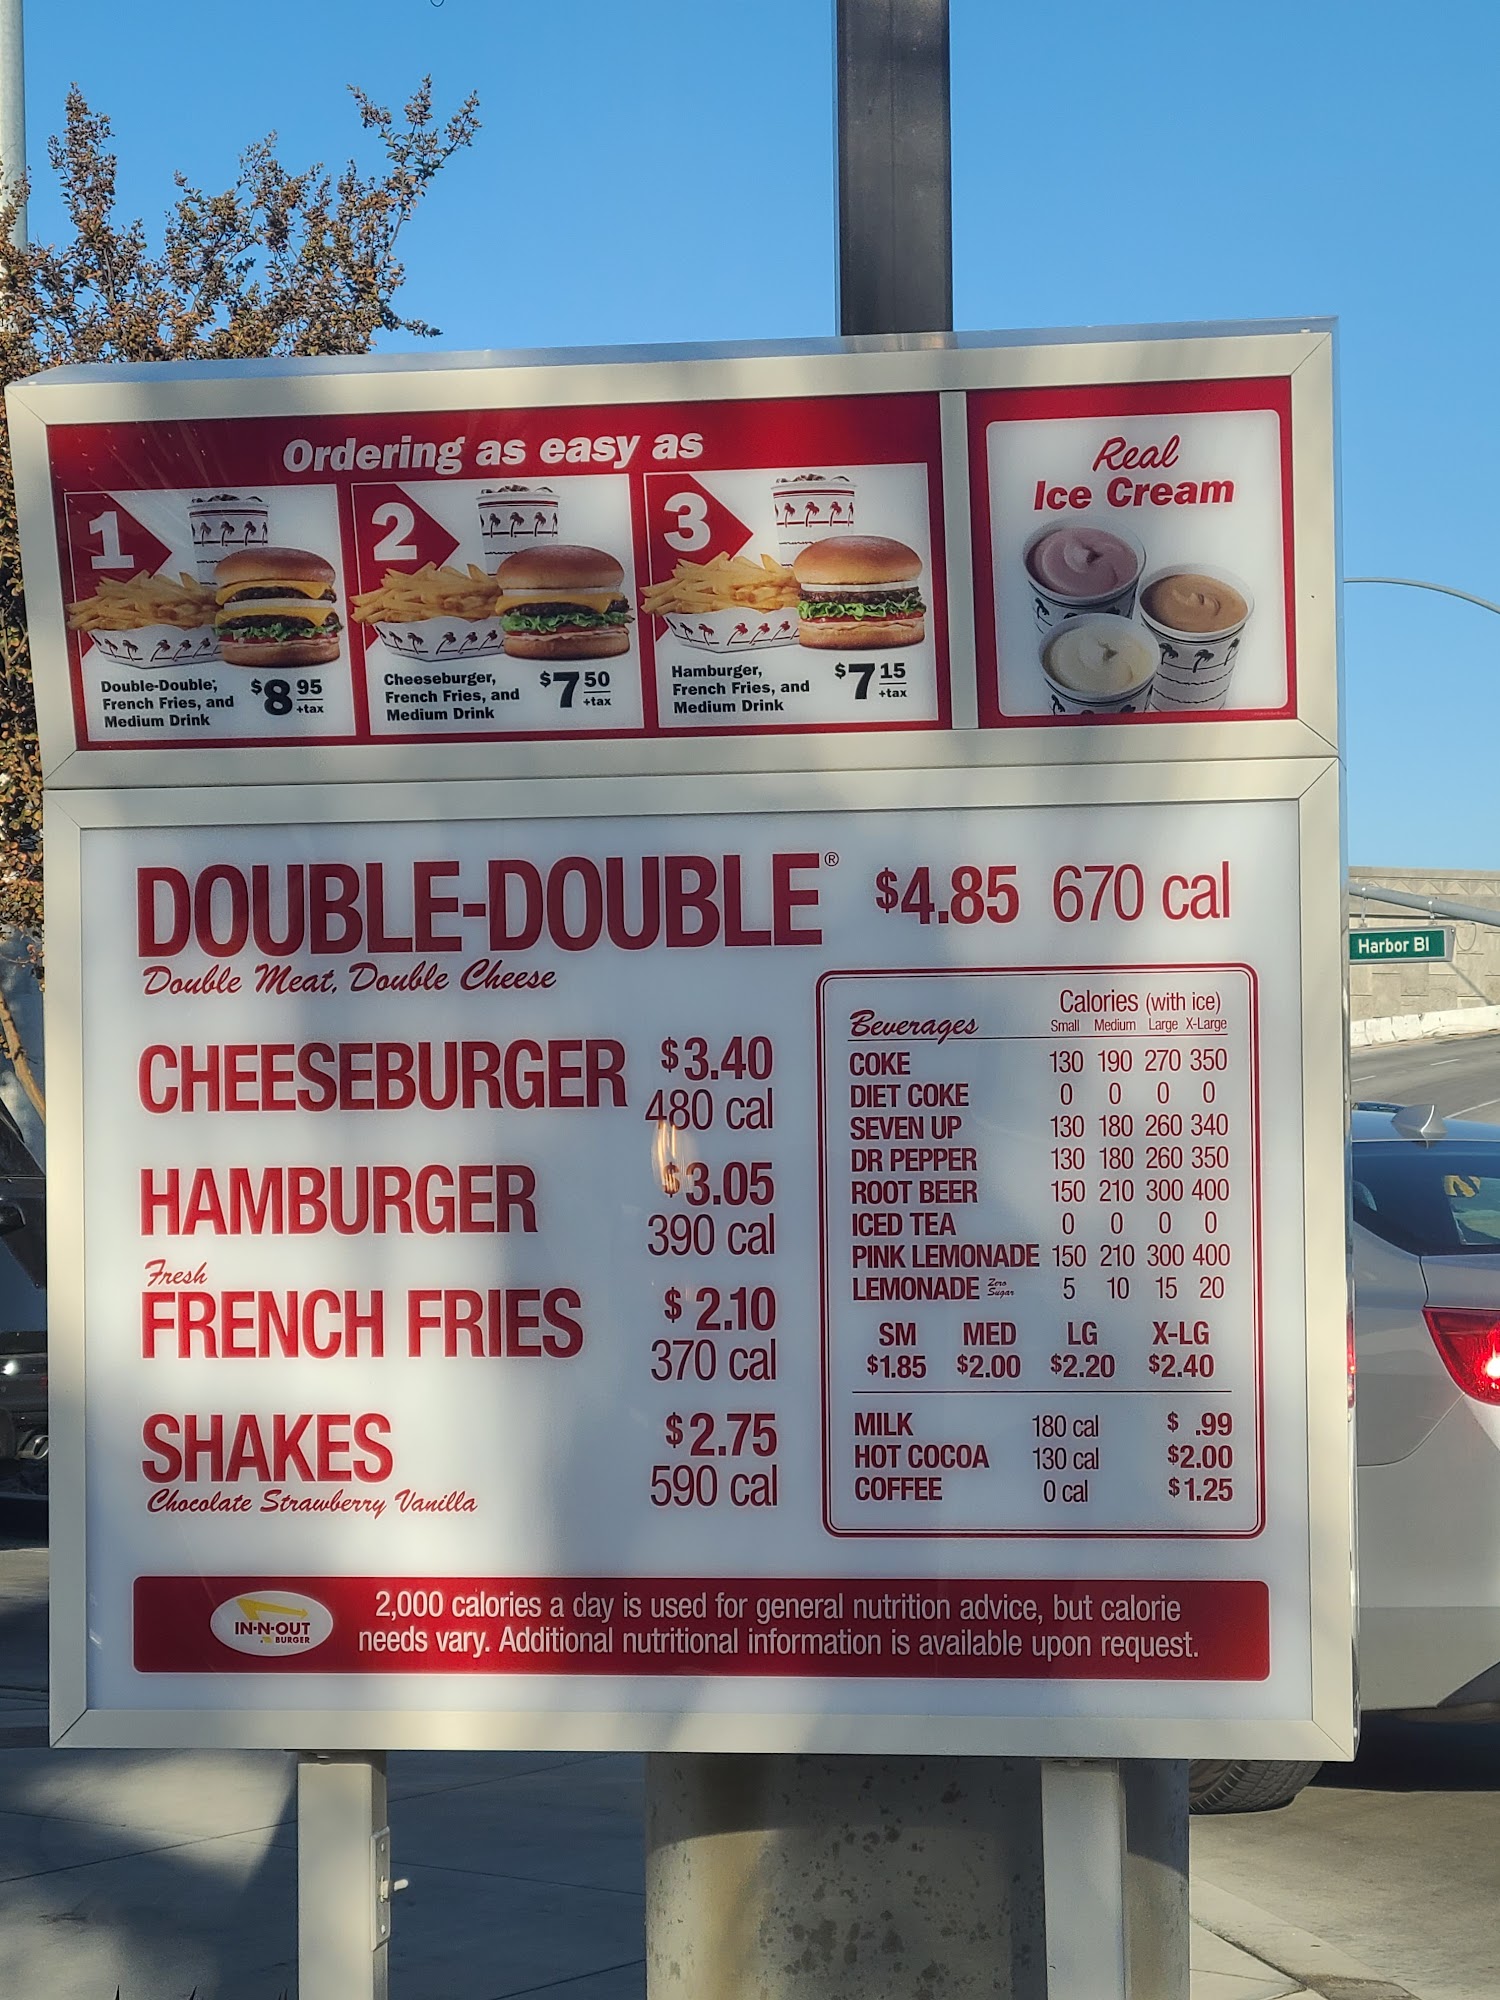 Ordering as easy as
1
Double-Double®,
French Fries, and
Medium Drink
$8 95
+tax
2
Cheeseburger,
French Fries, and
Medium Drink
$7 50
+tax
3
Hamburger,
French Fries, and
Medium Drink
$7 15
+tax
Real
Ice Cream
DOUBLE-DOUBLE® $4.85 670 cal
Double Meat, Double Cheese
CHEESEBURGER $3.40
480 cal
HAMBURGER $3.05
390 cal
Fresh
FRENCH FRIES $2.10
370 cal
SHAKES $2.75
590 cal
Chocolate Strawberry Vanilla
Calories (with ice)
Beverages Small Medium Large X-Large
COKE 130 190 270 350
DIET COKE 0 0 0 0
SEVEN UP 130 180 260 340
DR PEPPER 130 180 260 350
ROOT BEER 150 210 300 400
ICED TEA 0 0 0 0
PINK LEMONADE 150 210 300 400
LEMONADE Zero Sugar 5 10 15 20
SM MED LG X-LG
$1.85 $2.00 $2.20 $2.40
MILK 180 cal $ .99
HOT COCOA 130 cal $2.00
COFFEE 0 cal $1.25
IN-N-OUT
BURGER
2,000 calories a day is used for general nutrition advice, but calorie
needs vary. Additional nutritional information is available upon request.
Harbor Bl